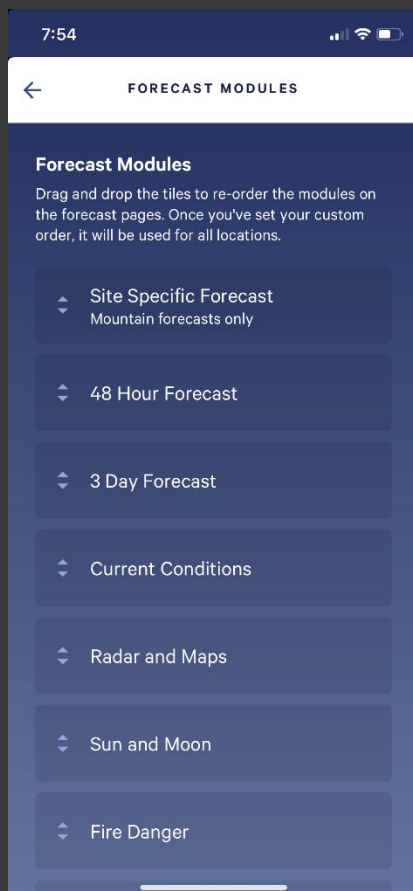 7:54
FORECAST MODULES
Forecast Modules
Drag and drop the tiles to re-order the modules on
the forecast pages. Once you've set your custom
order, it will be used for all locations.
Site Specific Forecast
Mountain forecasts only
48 Hour Forecast
3 Day Forecast
Current Conditions
Radar and Maps
Sun and Moon
Fire Danger